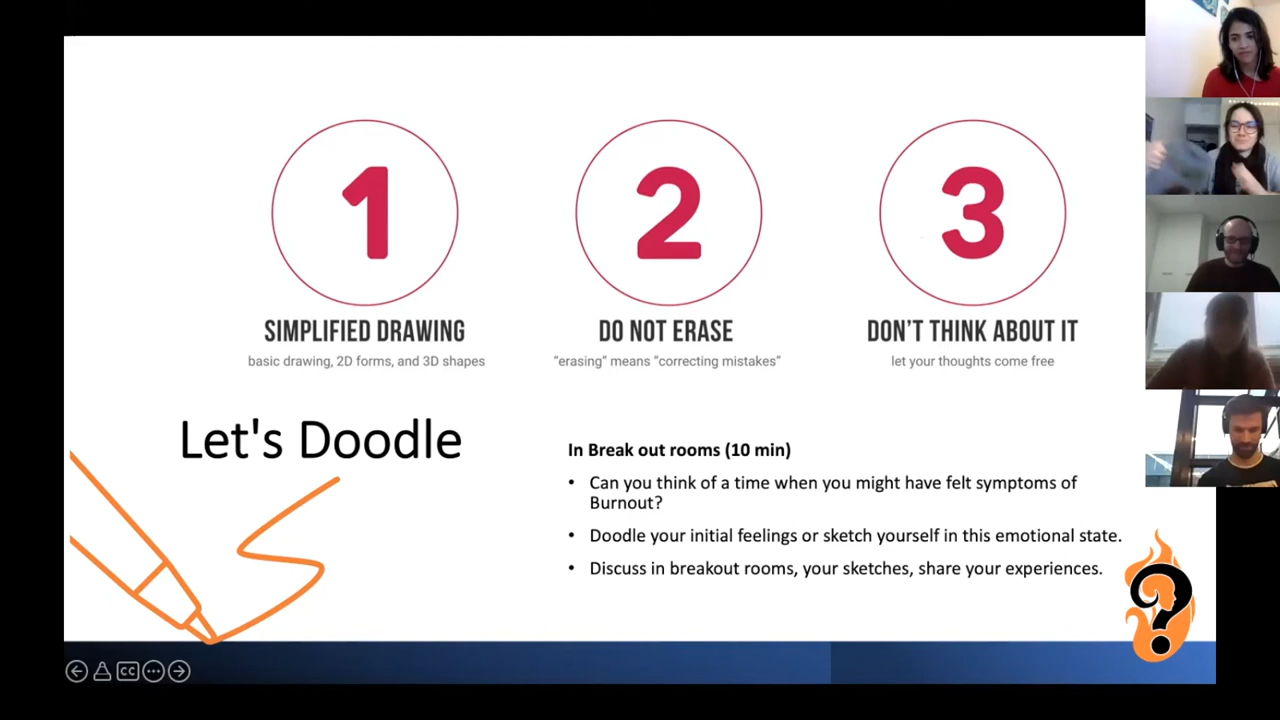 1
2
3
SIMPLIFIED DRAWING
DO NOT ERASE
DON'T THINK ABOUT IT
basic drawing, 2D forms, and 3D shapes
“erasing” means “correcting mistakes”
let your thoughts come free
Let's Doodle
In Break out rooms (10 min)
• Can you think of a time when you might have felt symptoms of
Burnout?
• Doodle your initial feelings or sketch yourself in this emotional state.
• Discuss in breakout rooms, your sketches, share your experiences.
?
CC